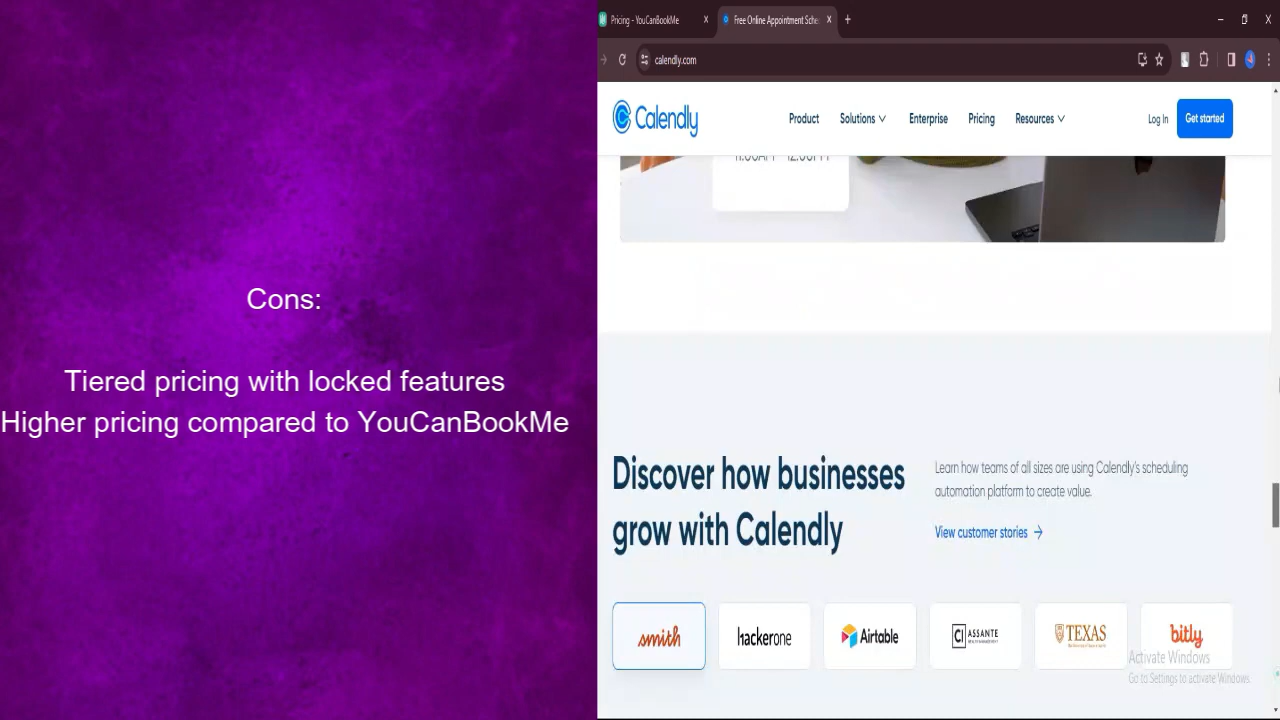 Cons:
Tiered pricing with locked features
Higher pricing compared to YouCanBookMe
Pricing - YouCanBookMe
Free Online Appointment Sche
calendly.com
Calendly
Product
Solutions
Enterprise
Pricing
Resources
Log In
Get started
Discover how businesses
grow with Calendly
Learn how teams of all sizes are using Calendly's scheduling
automation platform to create value.
View customer stories →
smith
hackerone
Airtable
CI ASSANTE
TEXAS
bitly
Activate Windows
Go to Settings to activate Windows.